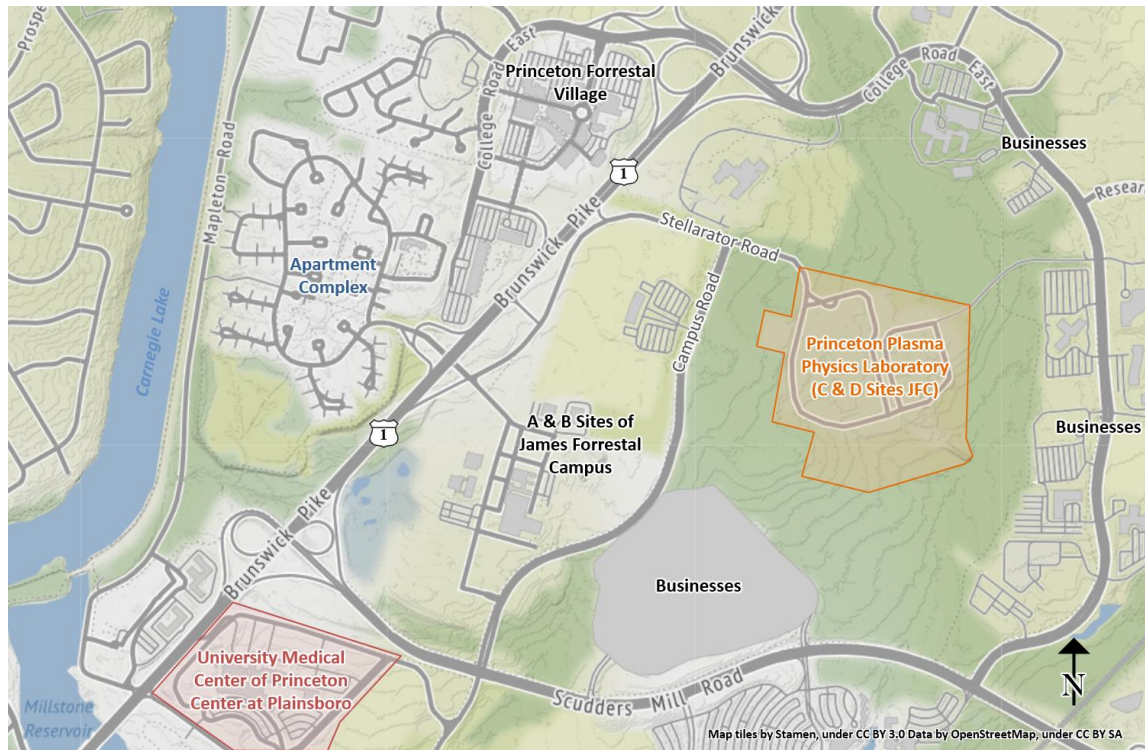 Prospe
East
Princeton Forrestal
Village
Brunswick
College Road East
Businesses
College Road
1
Mapleton Road
Resear
Stellarator Road
Brunswick Pike
Apartment
Complex
Carnegie Lake
Campus Road
Princeton Plasma
Physics Laboratory
(C & D Sites JFC)
1
A & B Sites of
James Forrestal
Campus
Businesses
Brunswick Pike
Businesses
University Medical
Center of Princeton
Center at Plainsboro
Scudders Mill Road
Millstone
Reservoir
N
Map tiles by Stamen, under CC BY 3.0 Data by OpenStreetMap, under CC BY SA